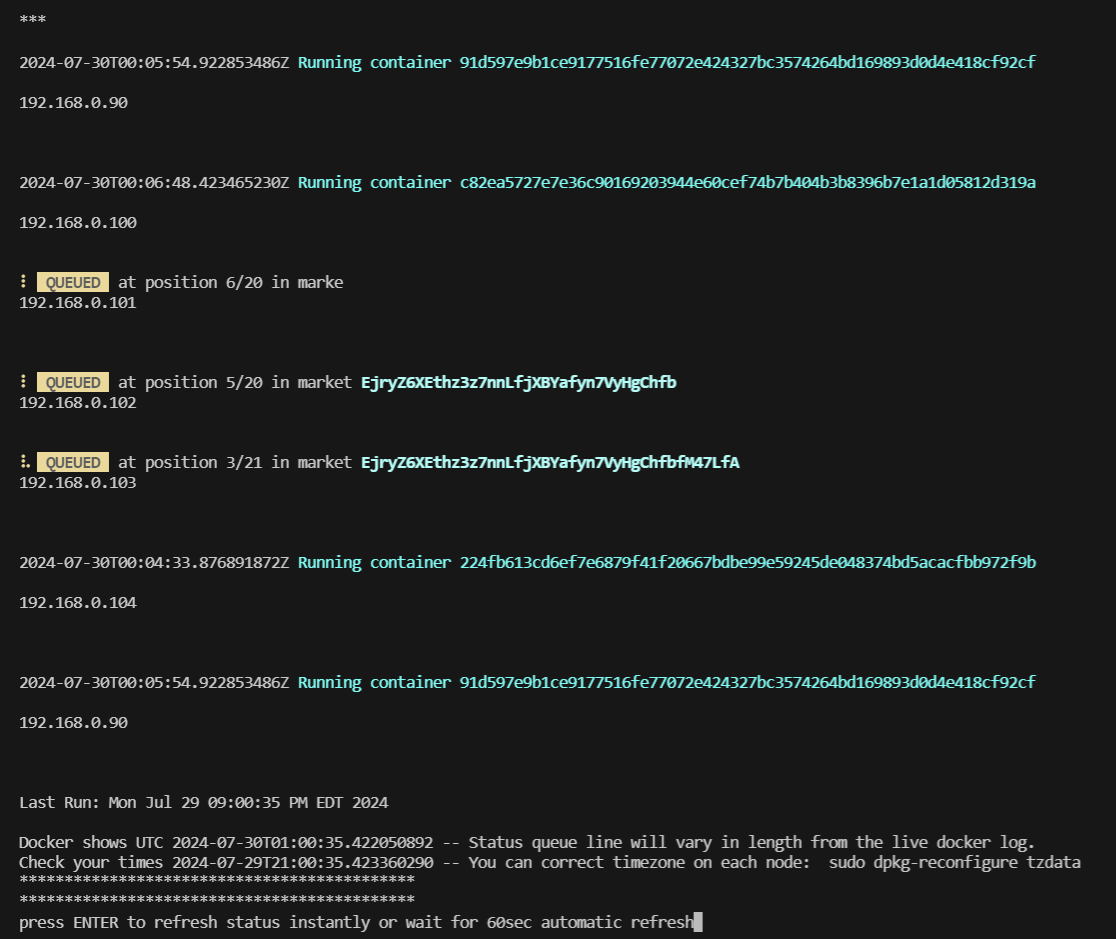 ***
2024-07-30T00:05:54.922853486Z Running container 91d597e9b1ce9177516fe77072e424327bc3574264bd169893d0d4e418cf92cf
192.168.0.90
2024-07-30T00:06:48.423465230Z Running container c82ea5727e7e36c90169203944e60cef74b7b404b3b8396b7e1a1d05812d319a
192.168.0.100
⠇ QUEUED at position 6/20 in marke
192.168.0.101
⠇ QUEUED at position 5/20 in market EjryZ6XEthz3z7nnLfjXBYafyn7VyHgChfb
192.168.0.102
⠧ QUEUED at position 3/21 in market EjryZ6XEthz3z7nnLfjXBYafyn7VyHgChfbfM47LfA
192.168.0.103
2024-07-30T00:04:33.876891872Z Running container 224fb613cd6ef7e6879f41f20667bdbe99e59245de048374bd5acacfbb972f9b
192.168.0.104
2024-07-30T00:05:54.922853486Z Running container 91d597e9b1ce9177516fe77072e424327bc3574264bd169893d0d4e418cf92cf
192.168.0.90
Last Run: Mon Jul 29 09:00:35 PM EDT 2024
Docker shows UTC 2024-07-30T01:00:35.422050892 -- Status queue line will vary in length from the live docker log.
Check your times 2024-07-29T21:00:35.423360290 -- You can correct timezone on each node:  sudo dpkg-reconfigure tzdata
********************************************
********************************************
press ENTER to refresh status instantly or wait for 60sec automatic refresh